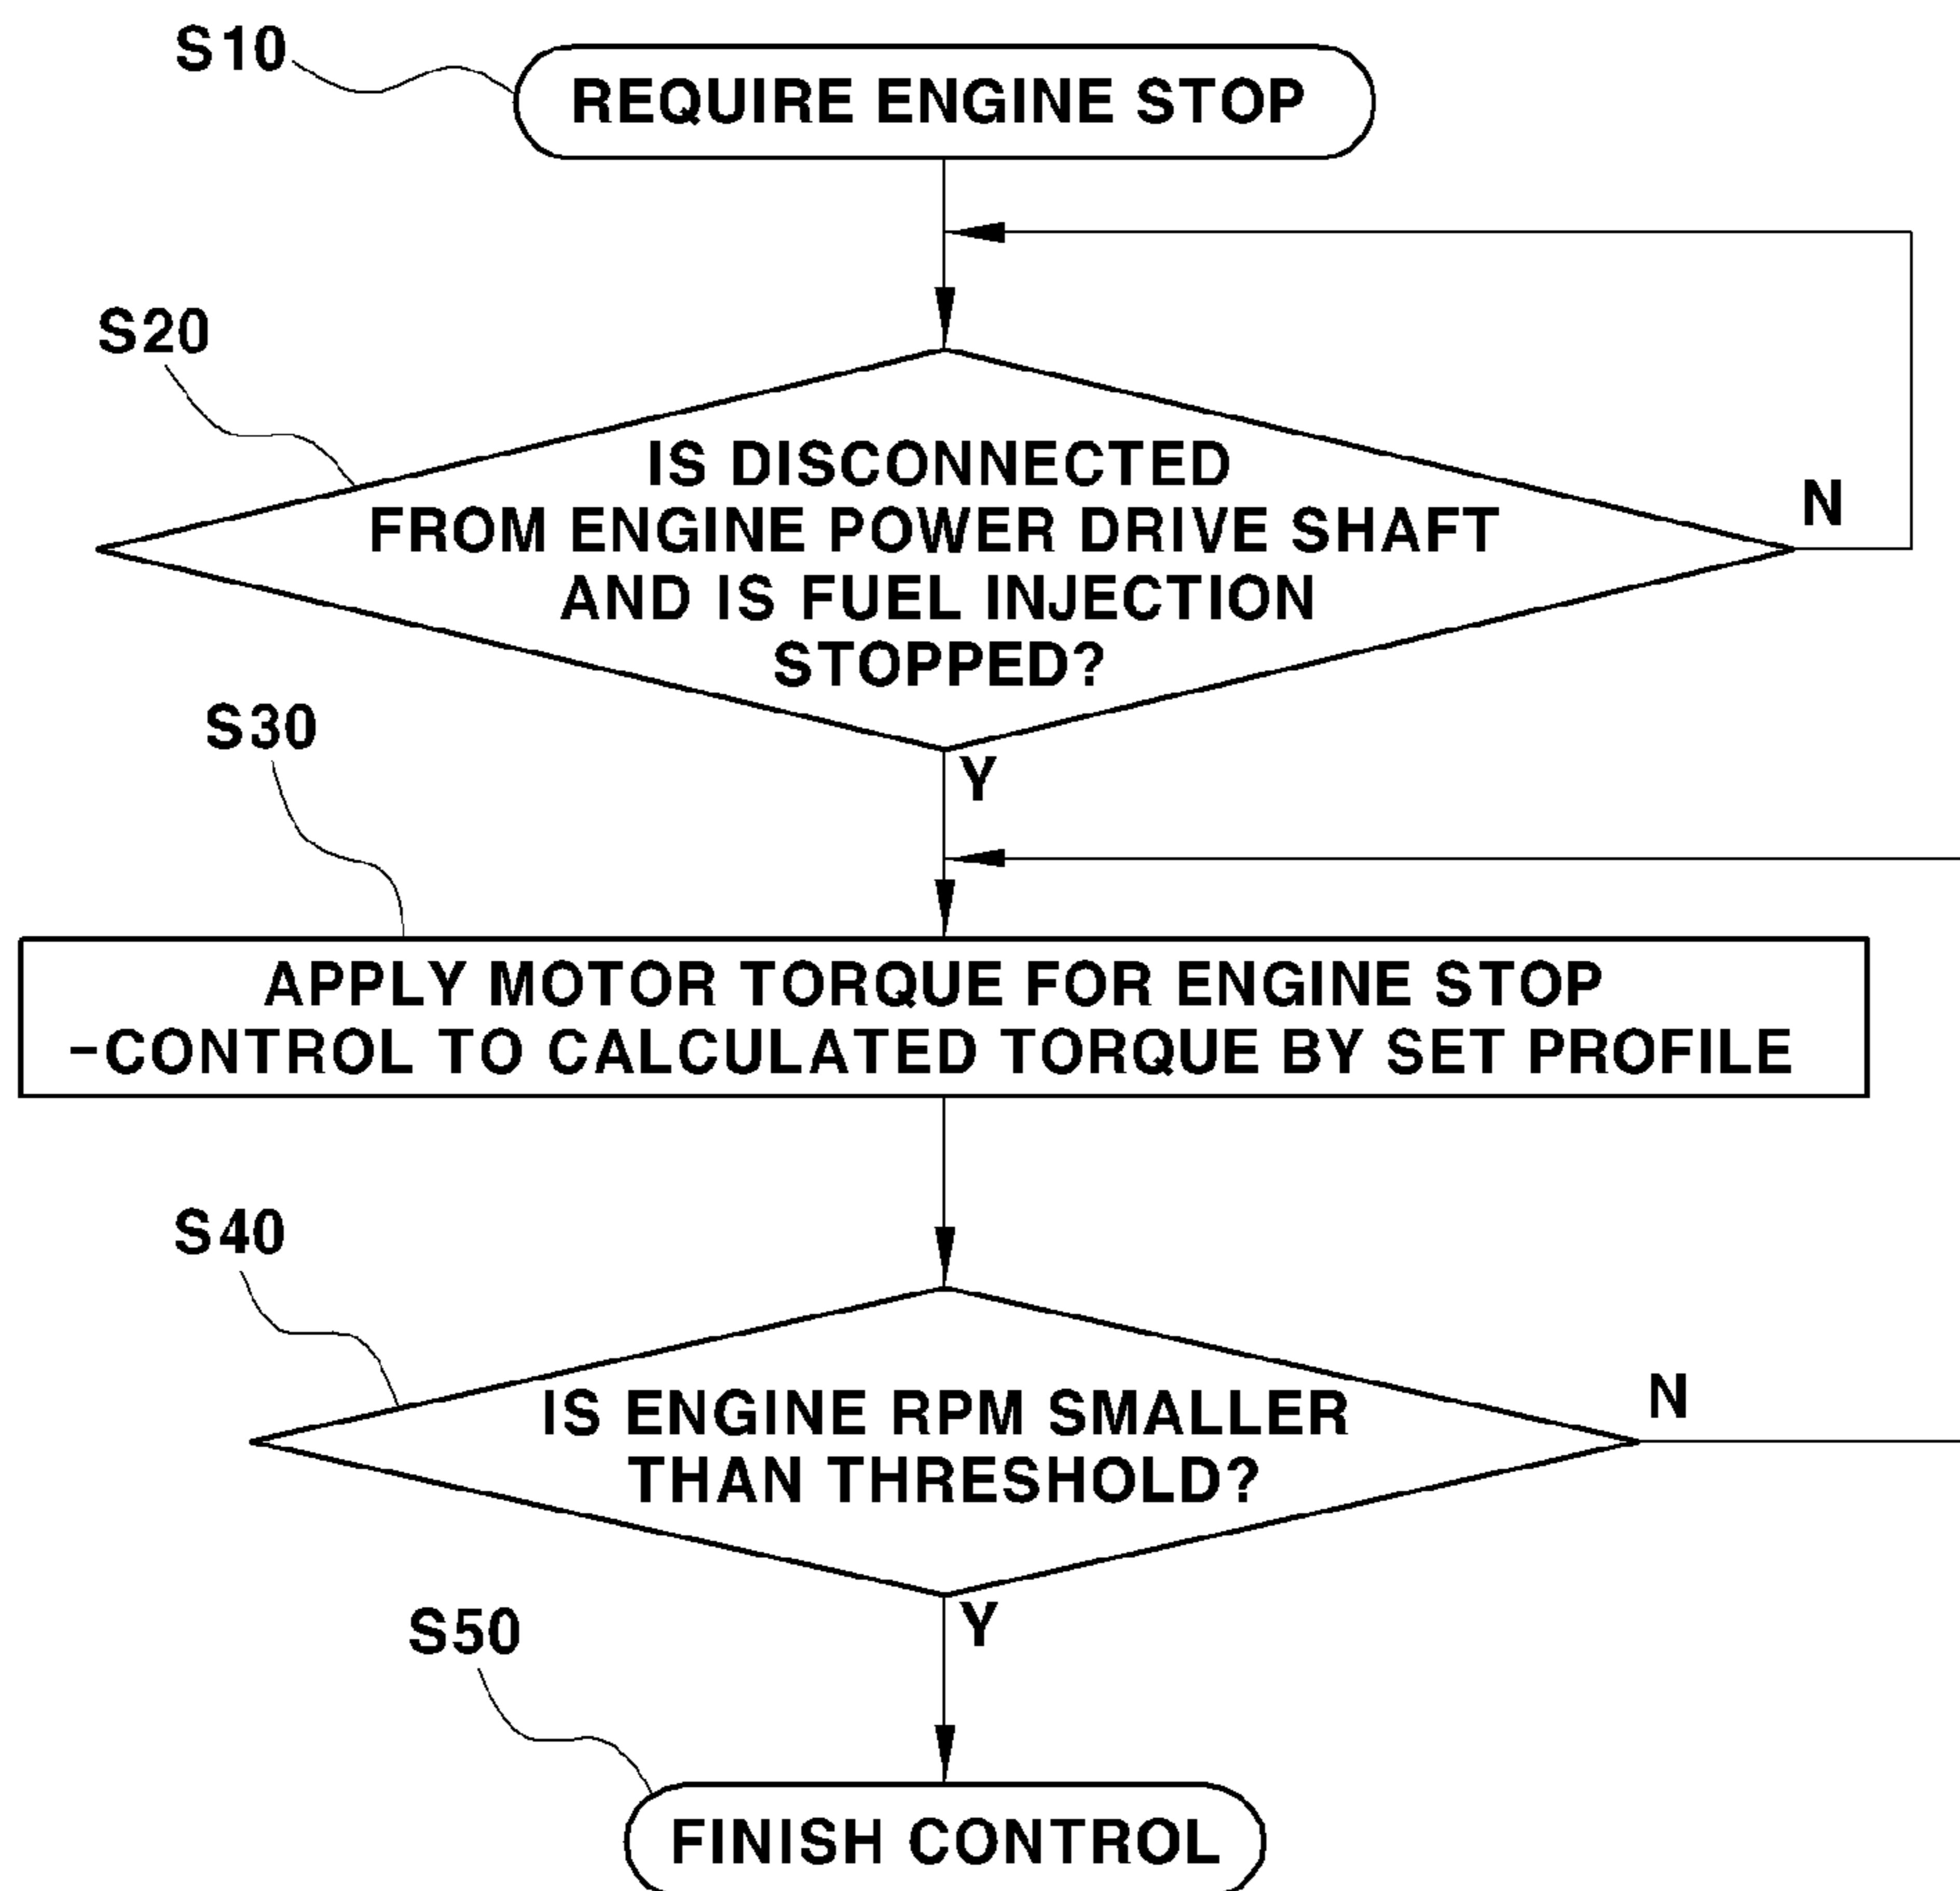 S10
REQUIRE ENGINE STOP
S20
IS DISCONNECTED
FROM ENGINE POWER DRIVE SHAFT
AND IS FUEL INJECTION
STOPPED?
N
Y
S30
APPLY MOTOR TORQUE FOR ENGINE STOP
-CONTROL TO CALCULATED TORQUE BY SET PROFILE
S40
IS ENGINE RPM SMALLER
THAN THRESHOLD?
N
Y
S50
FINISH CONTROL